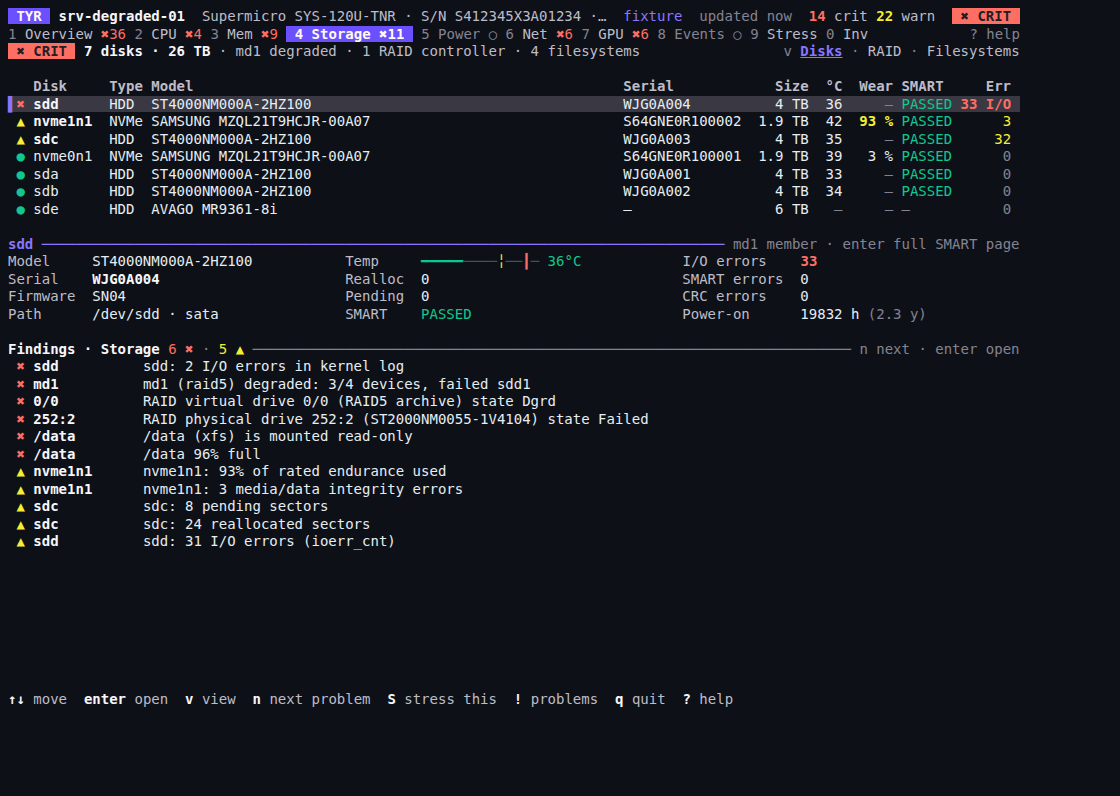 TYR srv-degraded-01 Supermicro SYS-120U-TNR · S/N S412345X3A01234 ·… fixture updated now 14 crit 22 warn ✖ CRIT
1 Overview ✖36 2 CPU ✖4 3 Mem ✖9 4 Storage ✖11 5 Power ○ 6 Net ✖6 7 GPU ✖6 8 Events ○ 9 Stress 0 Inv ? help
✖ CRIT 7 disks · 26 TB · md1 degraded · 1 RAID controller · 4 filesystems v Disks · RAID · Filesystems
Disk Type Model Serial Size °C Wear SMART Err
✖ sdd HDD ST4000NM000A-2HZ100 WJG0A004 4 TB 36 — PASSED 33 I/O
▲ nvme1n1 NVMe SAMSUNG MZQL21T9HCJR-00A07 S64GNE0R100002 1.9 TB 42 93 % PASSED 3
▲ sdc HDD ST4000NM000A-2HZ100 WJG0A003 4 TB 35 — PASSED 32
● nvme0n1 NVMe SAMSUNG MZQL21T9HCJR-00A07 S64GNE0R100001 1.9 TB 39 3 % PASSED 0
● sda HDD ST4000NM000A-2HZ100 WJG0A001 4 TB 33 — PASSED 0
● sdb HDD ST4000NM000A-2HZ100 WJG0A002 4 TB 34 — PASSED 0
● sde HDD AVAGO MR9361-8i — 6 TB — — — 0
sdd md1 member · enter full SMART page
Model ST4000NM000A-2HZ100 Temp 36°C I/O errors 33
Serial WJG0A004 Realloc 0 SMART errors 0
Firmware SN04 Pending 0 CRC errors 0
Path /dev/sdd · sata SMART PASSED Power-on 19832 h (2.3 y)
Findings · Storage 6 ✖ · 5 ▲ n next · enter open
✖ sdd sdd: 2 I/O errors in kernel log
✖ md1 md1 (raid5) degraded: 3/4 devices, failed sdd1
✖ 0/0 RAID virtual drive 0/0 (RAID5 archive) state Dgrd
✖ 252:2 RAID physical drive 252:2 (ST2000NM0055-1V4104) state Failed
✖ /data /data (xfs) is mounted read-only
✖ /data /data 96% full
▲ nvme1n1 nvme1n1: 93% of rated endurance used
▲ nvme1n1 nvme1n1: 3 media/data integrity errors
▲ sdc sdc: 8 pending sectors
▲ sdc sdc: 24 reallocated sectors
▲ sdd sdd: 31 I/O errors (ioerr_cnt)
↑↓ move enter open v view n next problem S stress this ! problems q quit ? help